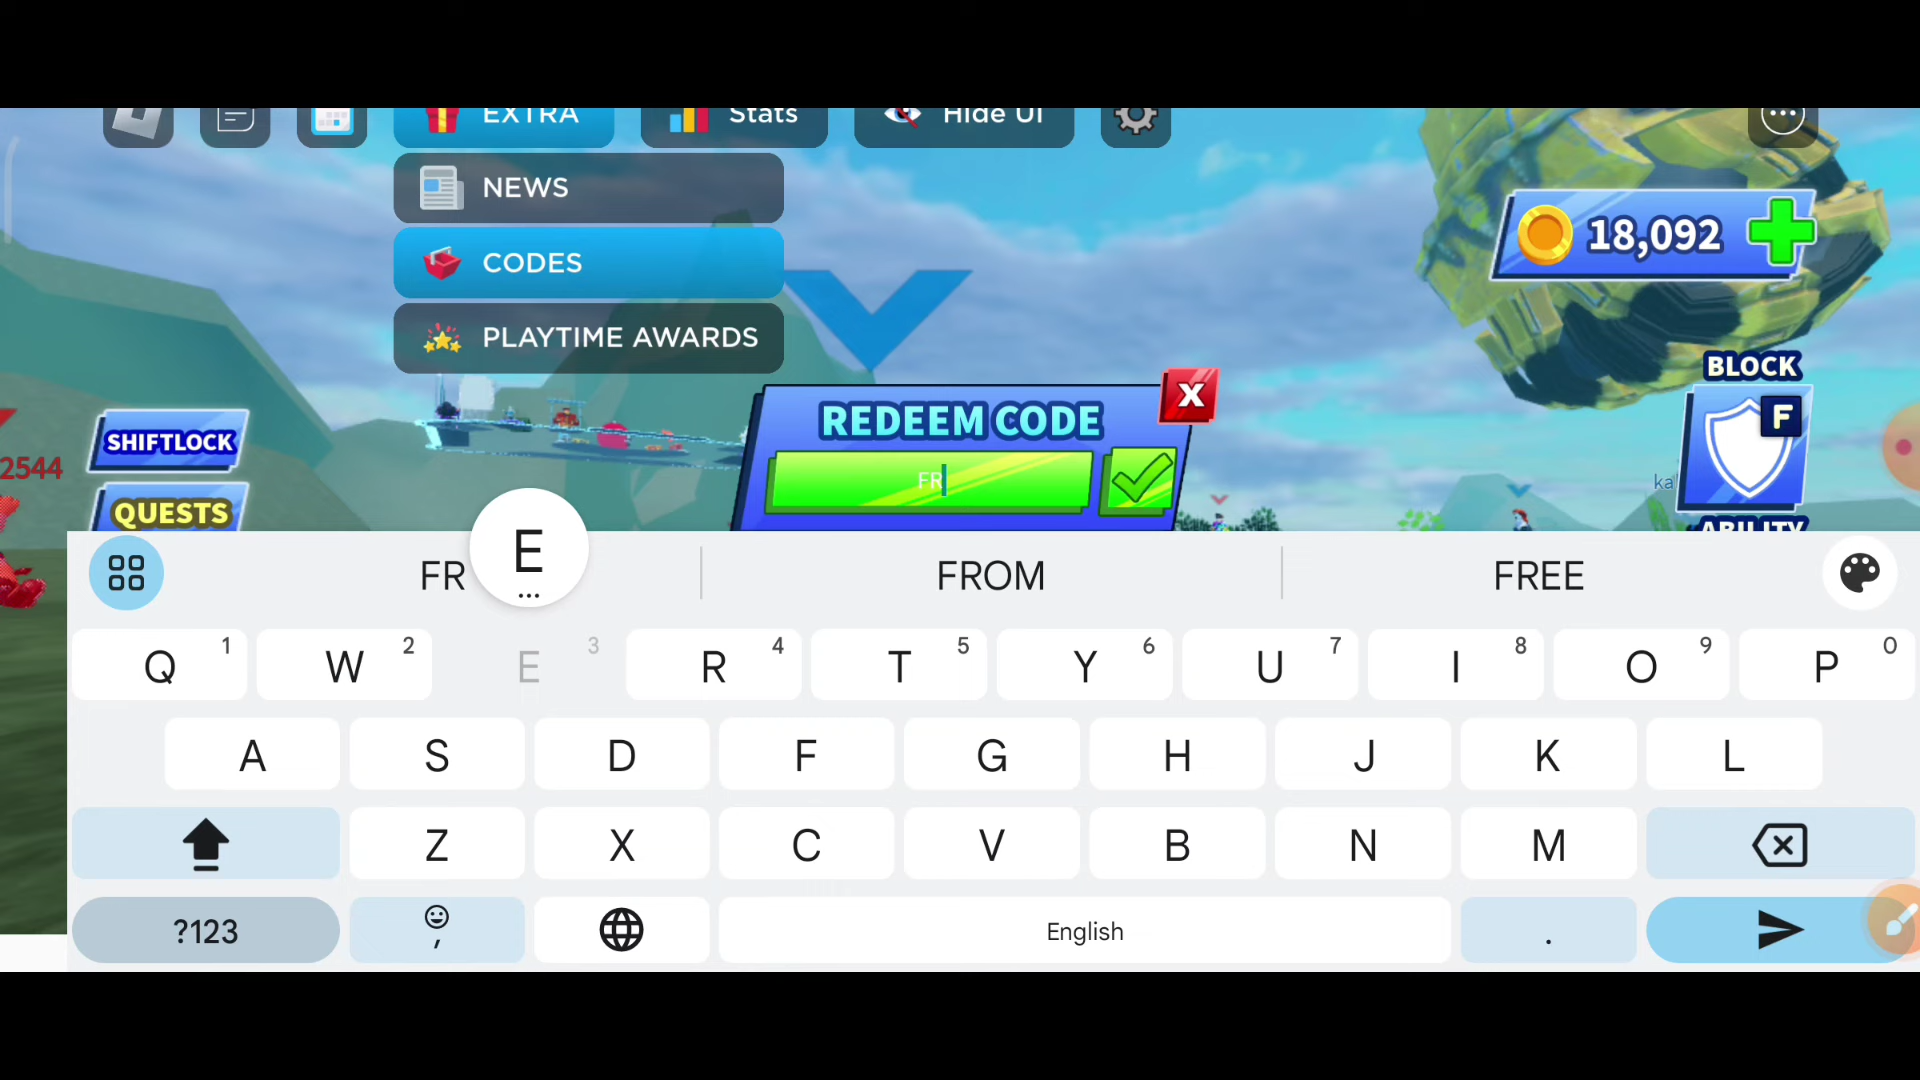 EXTRA
Stats
Hide UI
NEWS
CODES
PLAYTIME AWARDS
18,092
BLOCK
F
ABILITY
SHIFTLOCK
2544
QUESTS
REDEEM CODE
X
FR
ka
FR
E
...
FROM
FREE
Q 1 W 2 E 3 R 4 T 5 Y 6 U 7 I 8 O 9 P 0
A S D F G H J K L
Z X C V B N M
?123 , English .